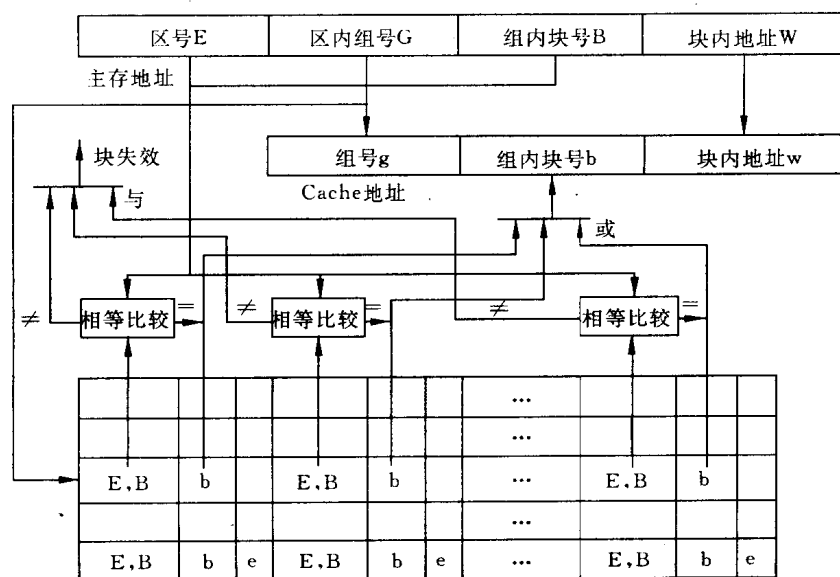 区号E 区内组号G 组内块号B 块内地址W
主存地址
块失效 组号g 组内块号b 块内地址w
与 Cache地址 或
≠ 相等比较 = ≠ 相等比较 = ≠ 相等比较 =
...
...
E,B b E,B b ... E,B b
...
E,B b e E,B b e ... E,B b e